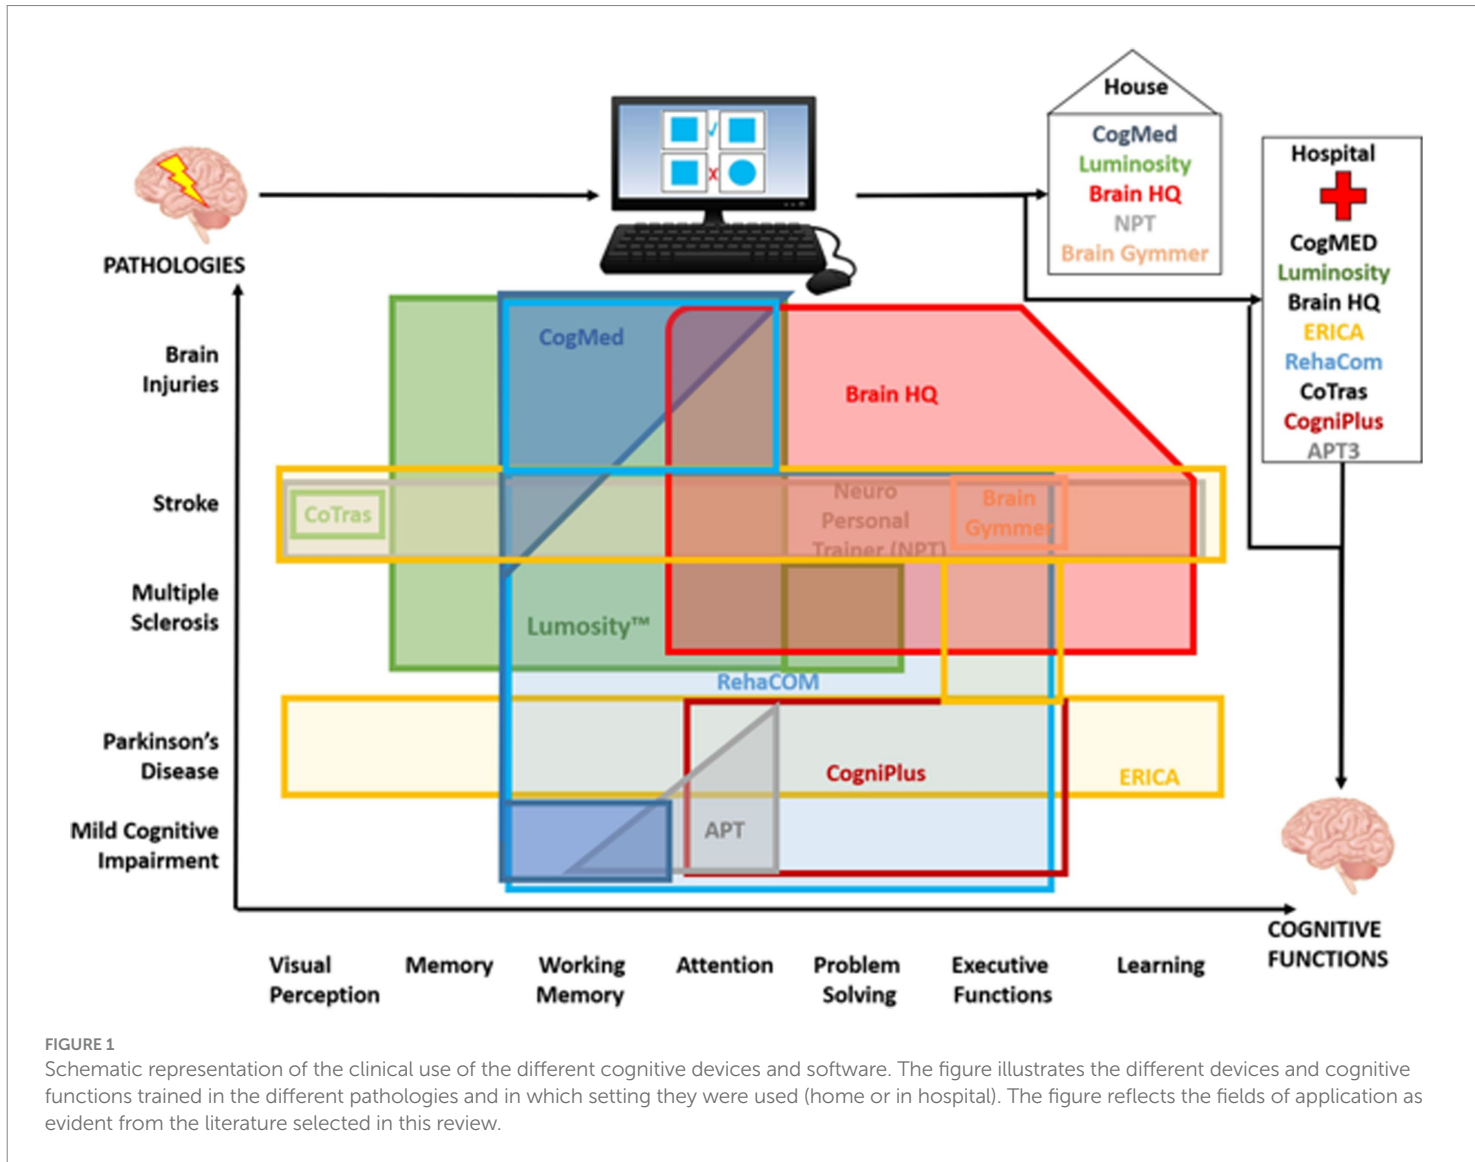 House
CogMed
Luminosity
Brain HQ
NPT
Brain Gymmer
Hospital
CogMED
Luminosity
Brain HQ
ERICA
RehaCom
CoTras
CogniPlus
APT3
X
PATHOLOGIES
Brain
Injuries
Stroke
Multiple
Sclerosis
Parkinson's
Disease
Mild Cognitive
Impairment
CogMed
Brain HQ
CoTras
Neuro
Personal
Trainer (NPT)
Brain
Gymmer
Lumosity™
RehaCOM
CogniPlus
ERICA
APT
Visual
Perception
Memory
Working
Memory
Attention
Problem
Solving
Executive
Functions
Learning
COGNITIVE
FUNCTIONS
FIGURE 1
Schematic representation of the clinical use of the different cognitive devices and software. The figure illustrates the different devices and cognitive
functions trained in the different pathologies and in which setting they were used (home or in hospital). The figure reflects the fields of application as
evident from the literature selected in this review.